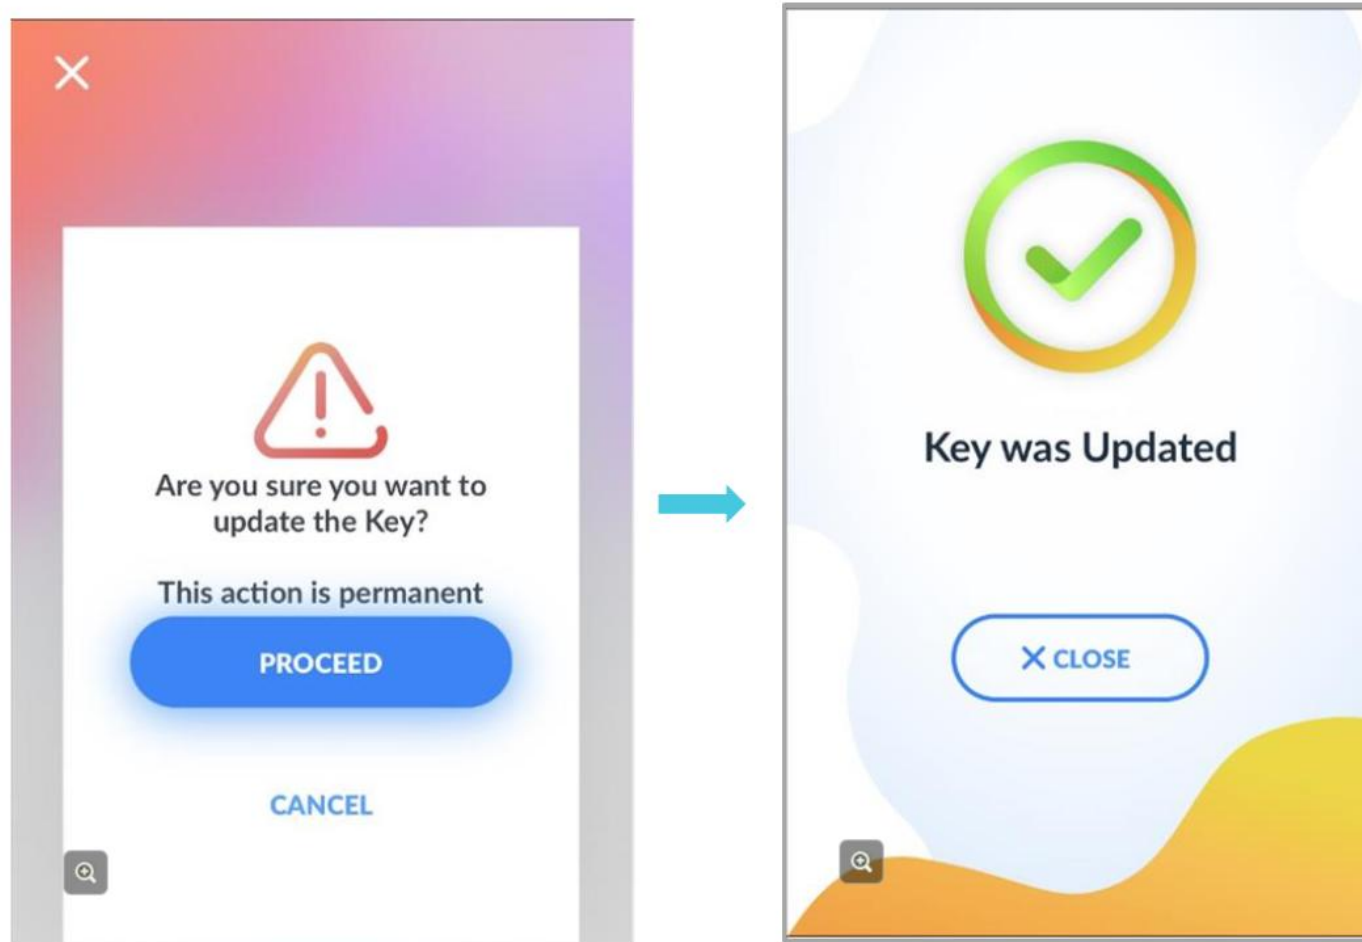 Are you sure you want to
update the Key?
This action is permanent
PROCEED
CANCEL
Key was Updated
CLOSE